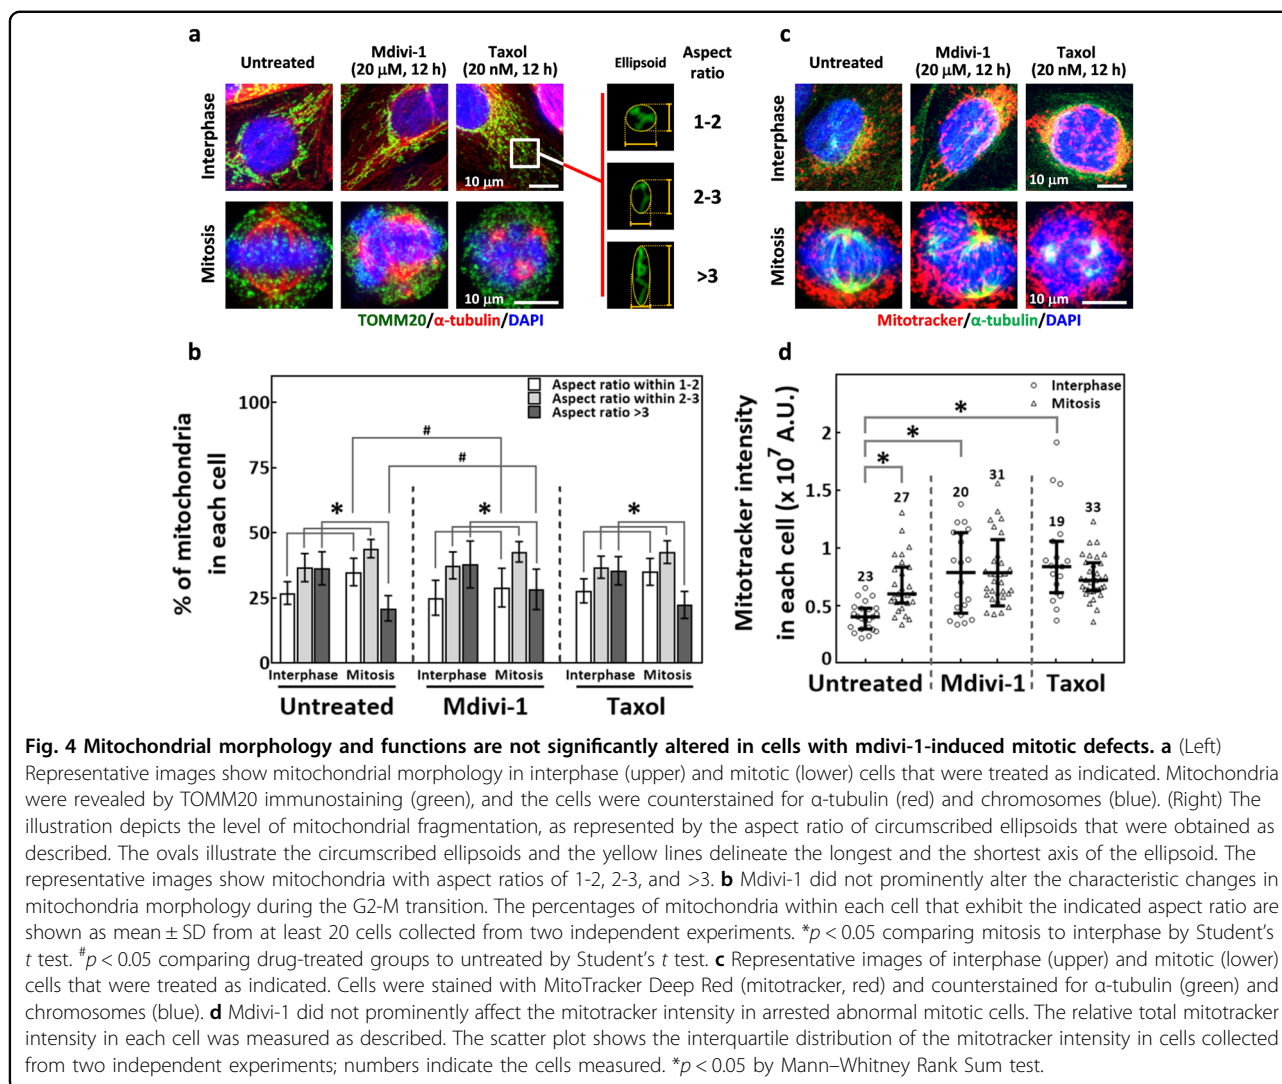 a
Untreated
Mdivi-1
(20 μM, 12 h)
Taxol
(20 nM, 12 h)
Ellipsoid
Aspect
ratio
Interphase
Mitosis
10 μm
10 μm
1-2
2-3
>3
TOMM20/α-tubulin/DAPI
c
Untreated
Mdivi-1
(20 μM, 12 h)
Taxol
(20 nM, 12 h)
Interphase
Mitosis
10 μm
10 μm
Mitotracker/α-tubulin/DAPI
b
% of mitochondria
in each cell
100
75
50
25
0
Aspect ratio within 1-2
Aspect ratio within 2-3
Aspect ratio >3
#
#
* * *
Interphase Mitosis Interphase Mitosis Interphase Mitosis
Untreated Mdivi-1 Taxol
d
Mitotracker intensity
in each cell (x 10⁷ A.U.)
2
1.5
1
0.5
0
Interphase
Mitosis
*
*
*
23 27 20 31 19 33
Untreated Mdivi-1 Taxol
Fig. 4 Mitochondrial morphology and functions are not significantly altered in cells with mdivi-1-induced mitotic defects. a (Left)
Representative images show mitochondrial morphology in interphase (upper) and mitotic (lower) cells that were treated as indicated. Mitochondria
were revealed by TOMM20 immunostaining (green), and the cells were counterstained for α-tubulin (red) and chromosomes (blue). (Right) The
illustration depicts the level of mitochondrial fragmentation, as represented by the aspect ratio of circumscribed ellipsoids that were obtained as
described. The ovals illustrate the circumscribed ellipsoids and the yellow lines delineate the longest and the shortest axis of the ellipsoid. The
representative images show mitochondria with aspect ratios of 1-2, 2-3, and >3. b Mdivi-1 did not prominently alter the characteristic changes in
mitochondria morphology during the G2-M transition. The percentages of mitochondria within each cell that exhibit the indicated aspect ratio are
shown as mean ± SD from at least 20 cells collected from two independent experiments. *p < 0.05 comparing mitosis to interphase by Student's
t test. #p < 0.05 comparing drug-treated groups to untreated by Student's t test. c Representative images of interphase (upper) and mitotic (lower)
cells that were treated as indicated. Cells were stained with MitoTracker Deep Red (mitotracker, red) and counterstained for α-tubulin (green) and
chromosomes (blue). d Mdivi-1 did not prominently affect the mitotracker intensity in arrested abnormal mitotic cells. The relative total mitotracker
intensity in each cell was measured as described. The scatter plot shows the interquartile distribution of the mitotracker intensity in cells collected
from two independent experiments; numbers indicate the cells measured. *p < 0.05 by Mann–Whitney Rank Sum test.